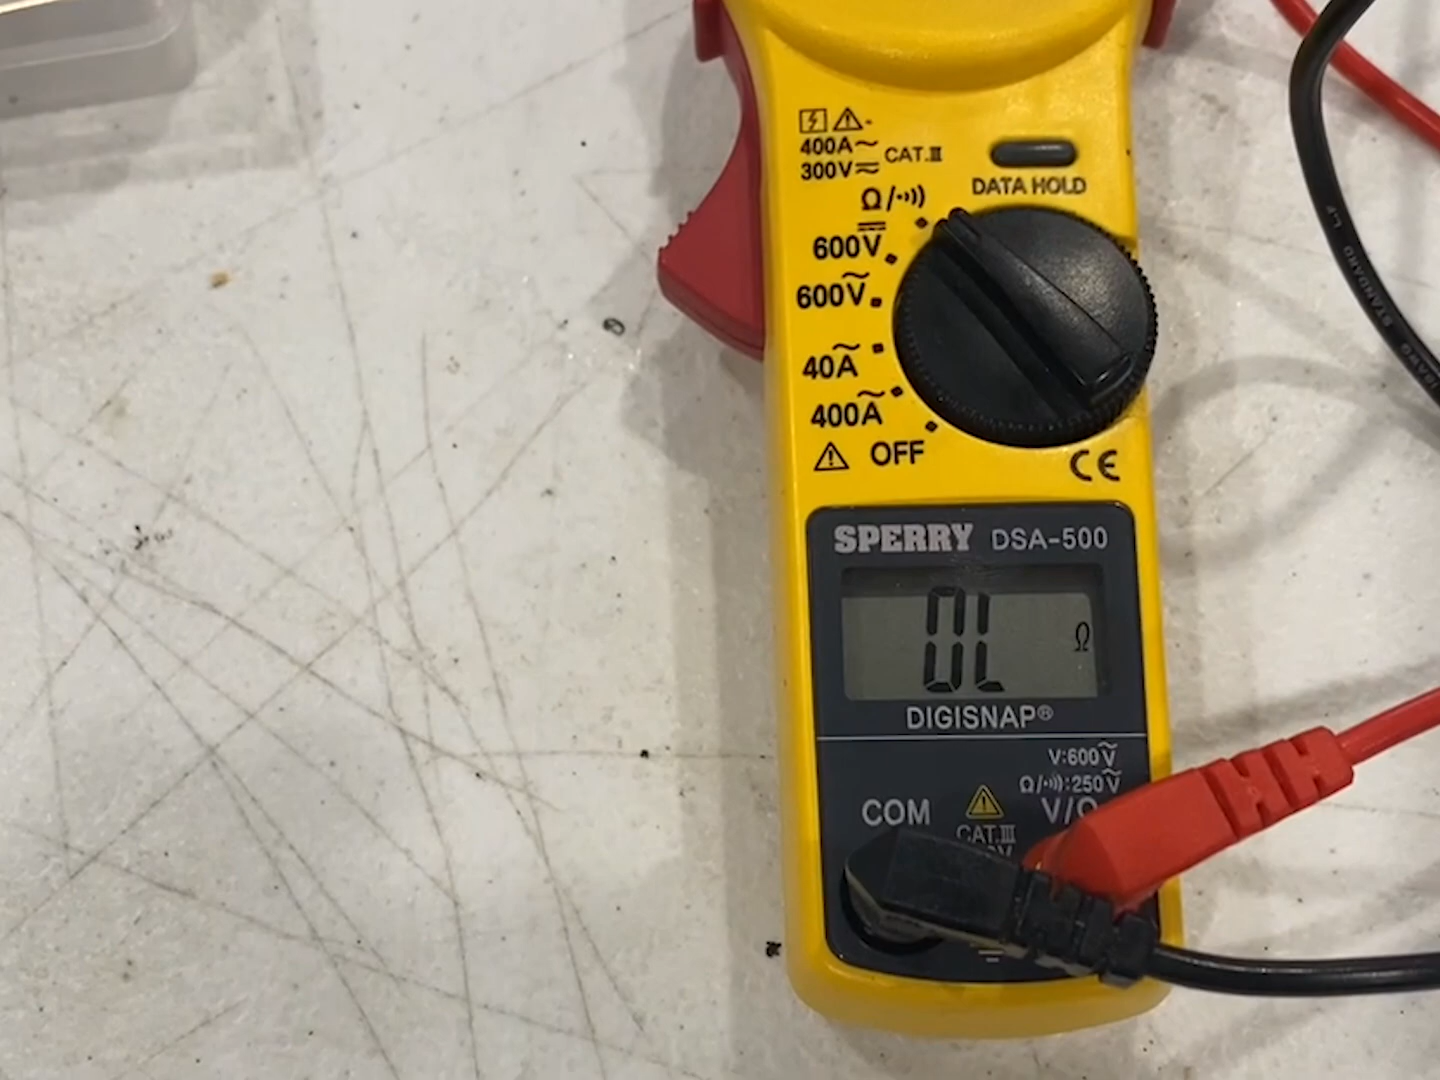 400A~
300V⎓~ CAT.Ⅲ
DATA HOLD
Ω/•)))
600V
600V~
40A~
400A~
OFF
CE
SPERRY DSA-500
OL Ω
DIGISNAP®
V:600V~
Ω/•))):250V~
COM V/Ω
CAT.Ⅲ
STANDARD